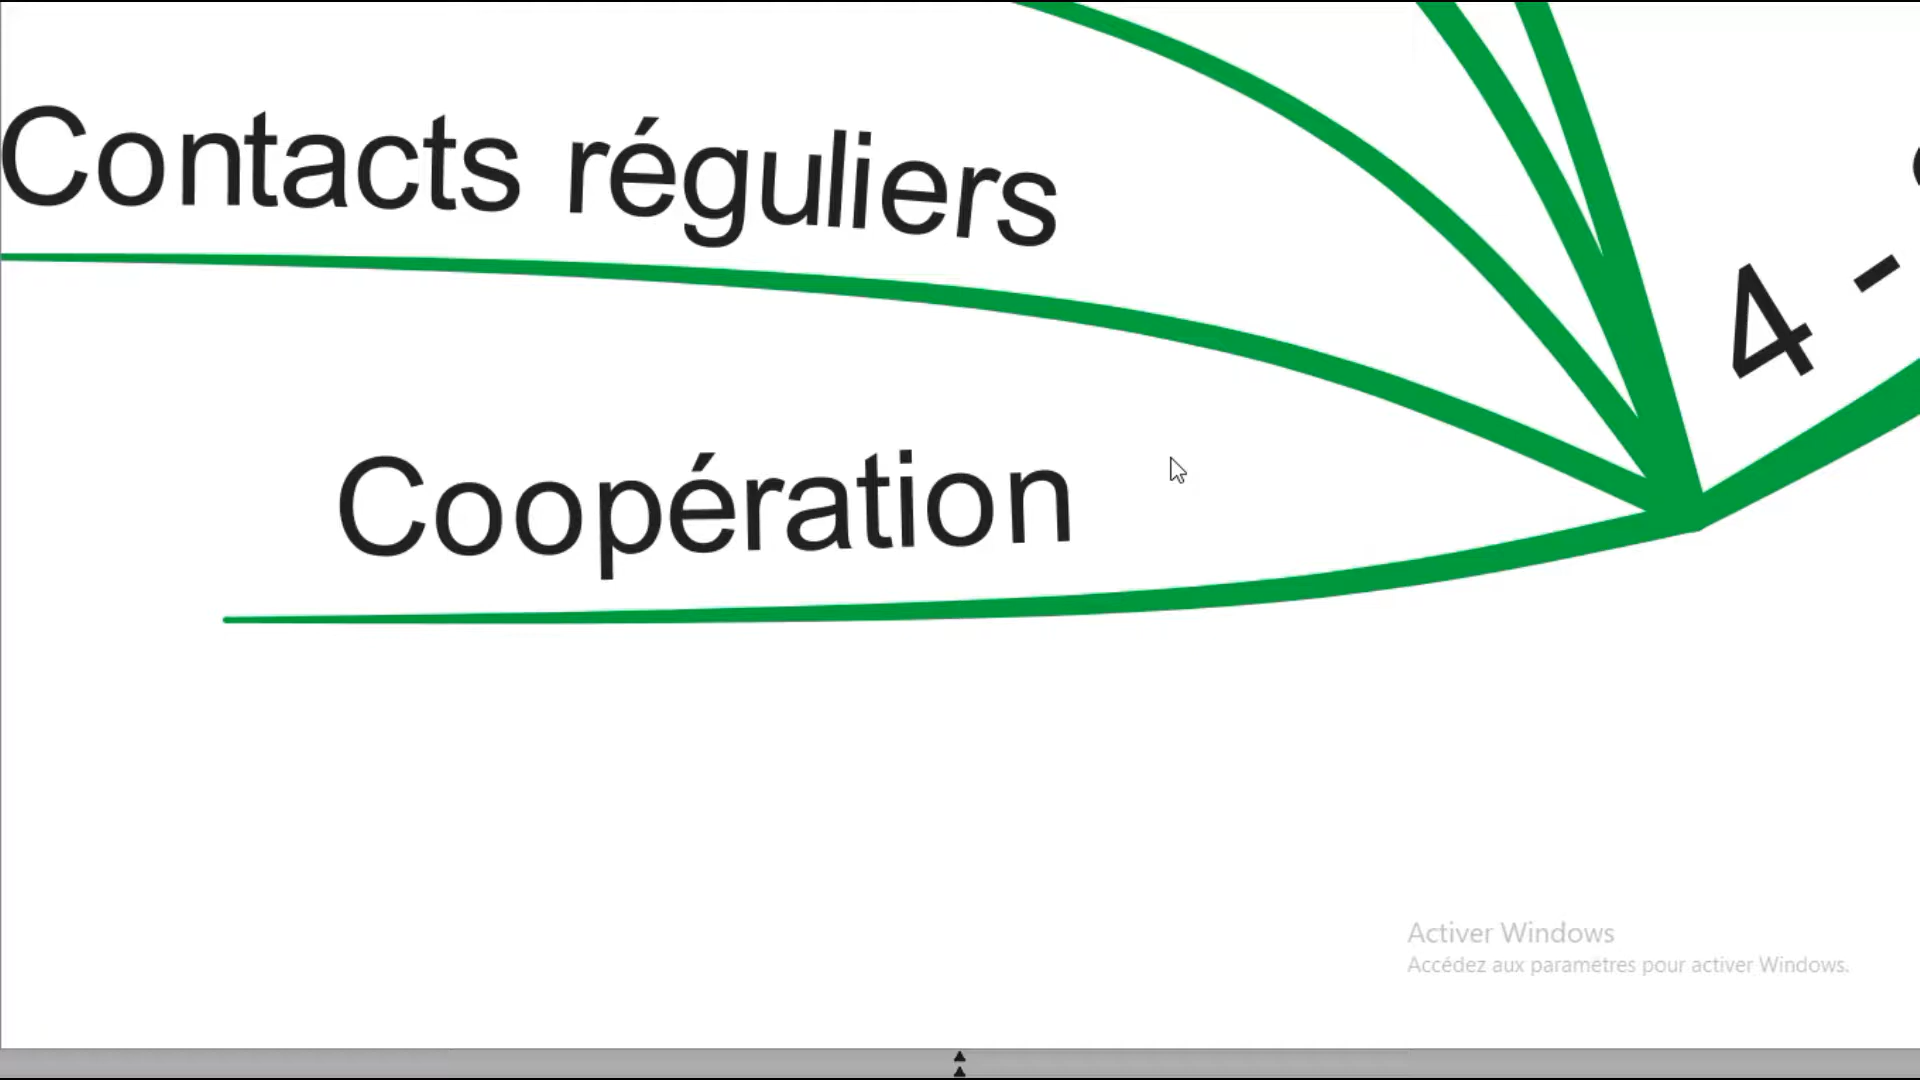 Contacts réguliers
4 -
Coopération
Activer Windows
Accédez aux paramètres pour activer Windows.